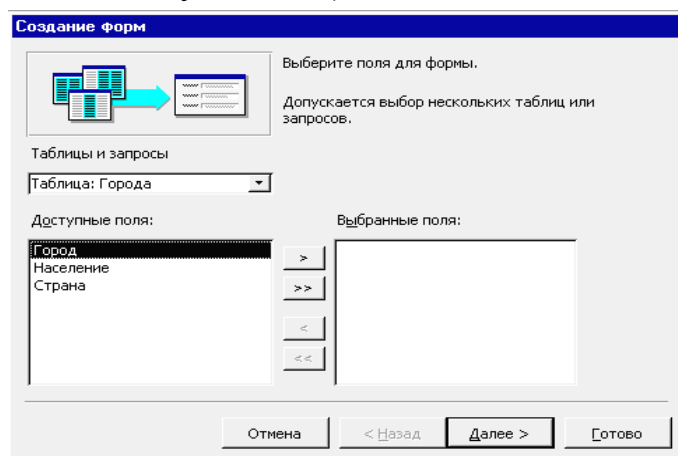 Создание форм
Выберите поля для формы.
Допускается выбор нескольких таблиц или
запросов.
Таблицы и запросы
Таблица: Города
Доступные поля:
Выбранные поля:
Город
Население
Страна
>
>>
<
<<
Отмена
< Назад
Далее >
Готово